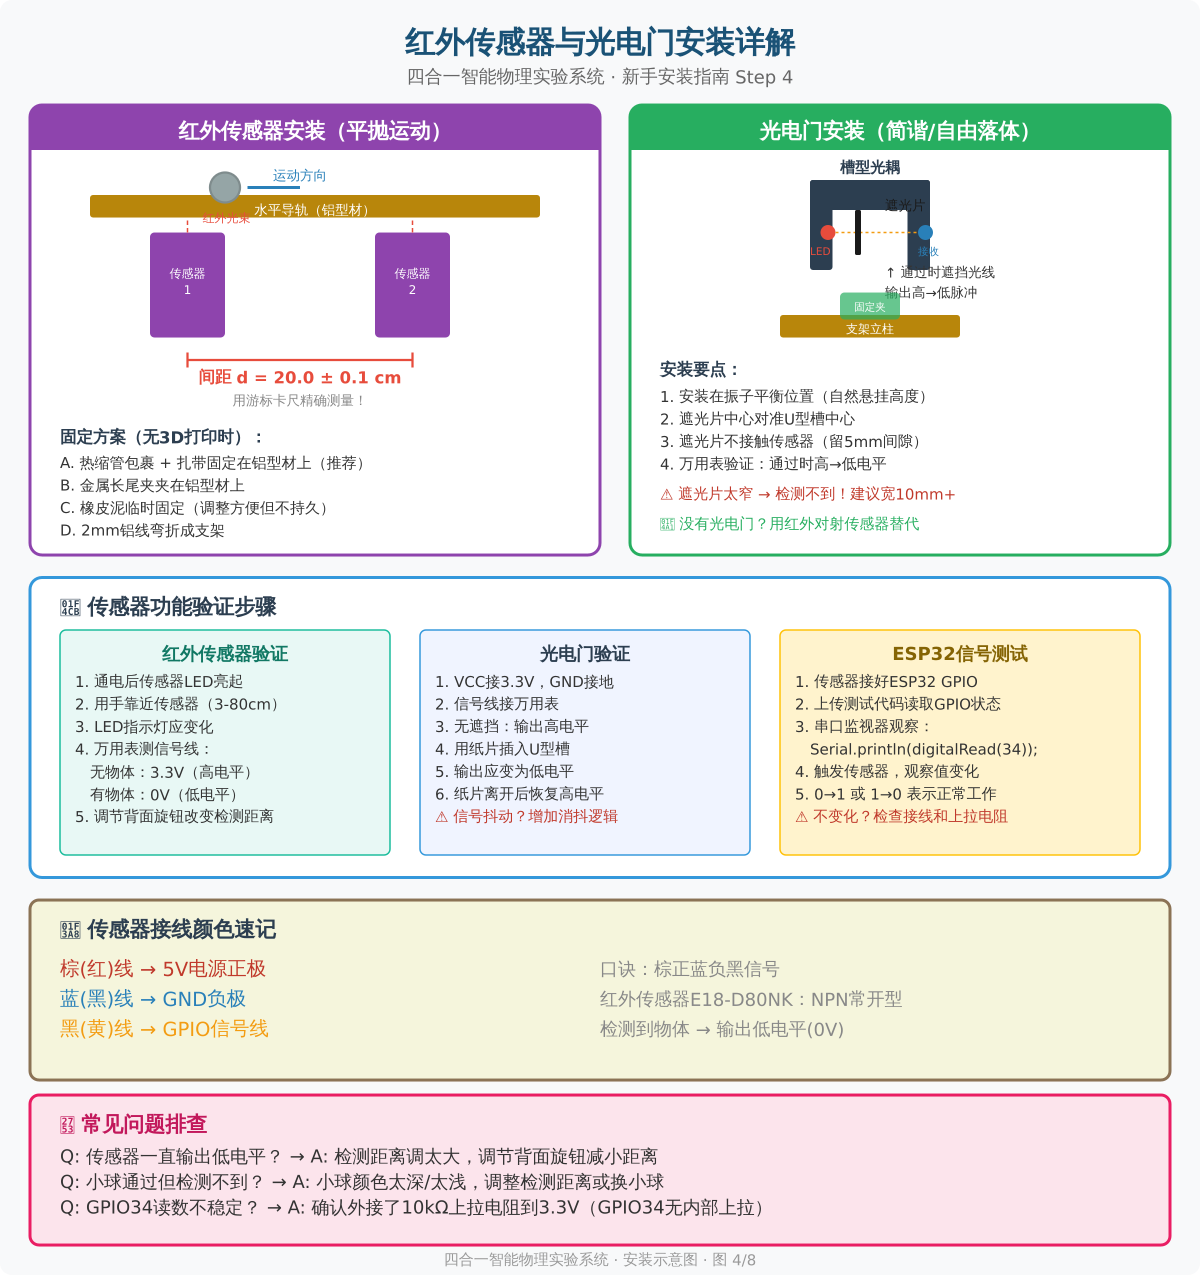 红外传感器与光电门安装详解
四合一智能物理实验系统 · 新手安装指南 Step 4
红外传感器安装（平抛运动）
运动方向
水平导轨（铝型材）
红外光束
传感器
1
传感器
2
间距 d = 20.0 ± 0.1 cm
用游标卡尺精确测量！
固定方案（无3D打印时）：
A. 热缩管包裹 + 扎带固定在铝型材上（推荐）
B. 金属长尾夹夹在铝型材上
C. 橡皮泥临时固定（调整方便但不持久）
D. 2mm铝线弯折成支架
光电门安装（简谐/自由落体）
槽型光耦
遮光片
LED
接收
↑ 通过时遮挡光线
输出高→低脉冲
固定夹
支架立柱
安装要点：
1. 安装在振子平衡位置（自然悬挂高度）
2. 遮光片中心对准U型槽中心
3. 遮光片不接触传感器（留5mm间隙）
4. 万用表验证：通过时高→低电平
⚠ 遮光片太窄 → 检测不到！建议宽10mm+
没有光电门？用红外对射传感器替代
01F4CB 传感器功能验证步骤
红外传感器验证
1. 通电后传感器LED亮起
2. 用手靠近传感器（3-80cm）
3. LED指示灯应变化
4. 万用表测信号线：
无物体：3.3V（高电平）
有物体：0V（低电平）
5. 调节背面旋钮改变检测距离
光电门验证
1. VCC接3.3V，GND接地
2. 信号线接万用表
3. 无遮挡：输出高电平
4. 用纸片插入U型槽
5. 输出应变为低电平
6. 纸片离开后恢复高电平
⚠ 信号抖动？增加消抖逻辑
ESP32信号测试
1. 传感器接好ESP32 GPIO
2. 上传测试代码读取GPIO状态
3. 串口监视器观察：
Serial.println(digitalRead(34));
4. 触发传感器，观察值变化
5. 0→1 或 1→0 表示正常工作
⚠ 不变化？检查接线和上拉电阻
01F3A8 传感器接线颜色速记
棕(红)线 → 5V电源正极
蓝(黑)线 → GND负极
黑(黄)线 → GPIO信号线
口诀：棕正蓝负黑信号
红外传感器E18-D80NK：NPN常开型
检测到物体 → 输出低电平(0V)
2753 常见问题排查
Q: 传感器一直输出低电平？ → A: 检测距离调太大，调节背面旋钮减小距离
Q: 小球通过但检测不到？ → A: 小球颜色太深/太浅，调整检测距离或换小球
Q: GPIO34读数不稳定？ → A: 确认外接了10kΩ上拉电阻到3.3V（GPIO34无内部上拉）
四合一智能物理实验系统 · 安装示意图 · 图 4/8